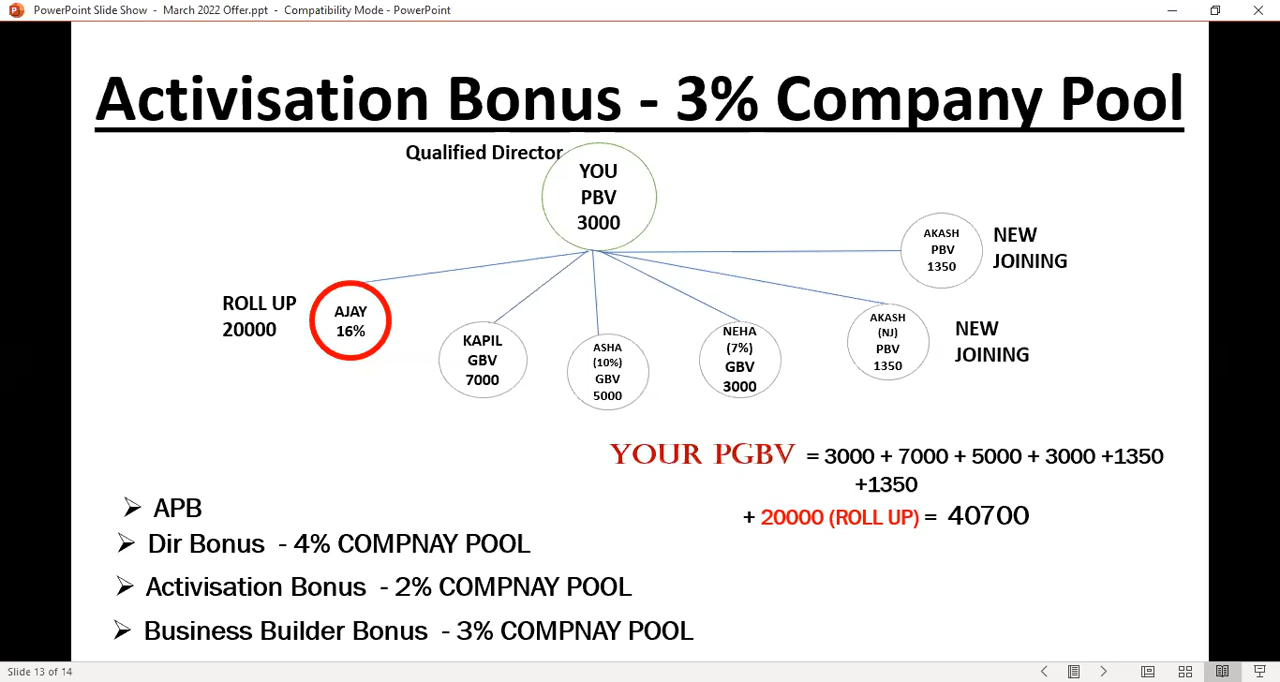 PowerPoint Slide Show - March 2022 Offer.ppt - Compatibility Mode - PowerPoint
Activisation Bonus - 3% Company Pool
Qualified Director
YOU
PBV
3000
AKASH
PBV
1350
NEW
JOINING
ROLL UP
20000
AJAY
16%
KAPIL
GBV
7000
ASHA
(10%)
GBV
5000
NEHA
(7%)
GBV
3000
AKASH
(NJ)
PBV
1350
NEW
JOINING
YOUR PGBV = 3000 + 7000 + 5000 + 3000 +1350
+1350
+ 20000 (ROLL UP) = 40700
➢ APB
➢ Dir Bonus - 4% COMPNAY POOL
➢ Activisation Bonus - 2% COMPNAY POOL
➢ Business Builder Bonus - 3% COMPNAY POOL
Slide 13 of 14